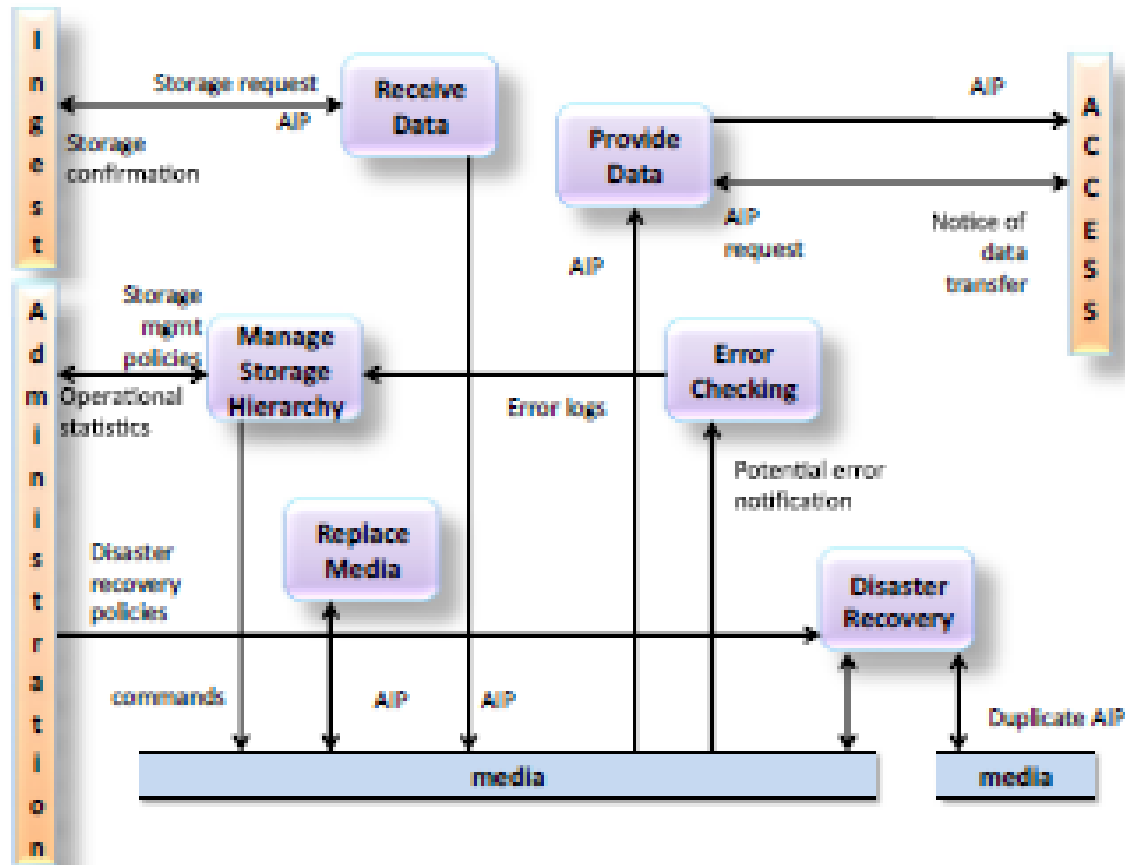 Ingest
Storage request
AIP
Storage
confirmation
Receive
Data
Provide
Data
AIP
ACCESS
AIP
request
Notice of
data
transfer
AIP
Administration
Storage
mgmt
policies
Operational
statistics
Manage
Storage
Hierarchy
Error logs
Error
Checking
Potential error
notification
Replace
Media
Disaster
recovery
policies
Disaster
Recovery
commands
AIP
AIP
Duplicate AIP
media
media